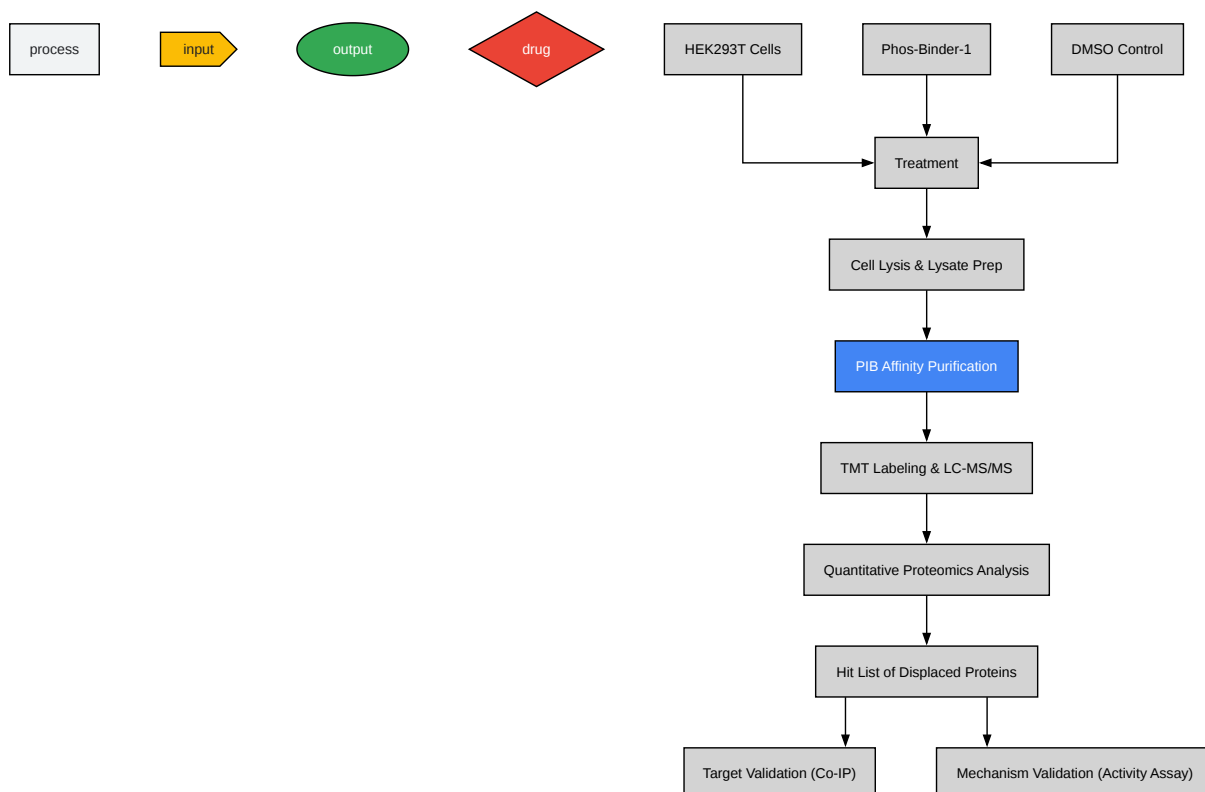 process
input
output
drug
HEK293T Cells
Phos-Binder-1
DMSO Control
Treatment
Cell Lysis & Lysate Prep
PIB Affinity Purification
TMT Labeling & LC-MS/MS
Quantitative Proteomics Analysis
Hit List of Displaced Proteins
Target Validation (Co-IP)
Mechanism Validation (Activity Assay)